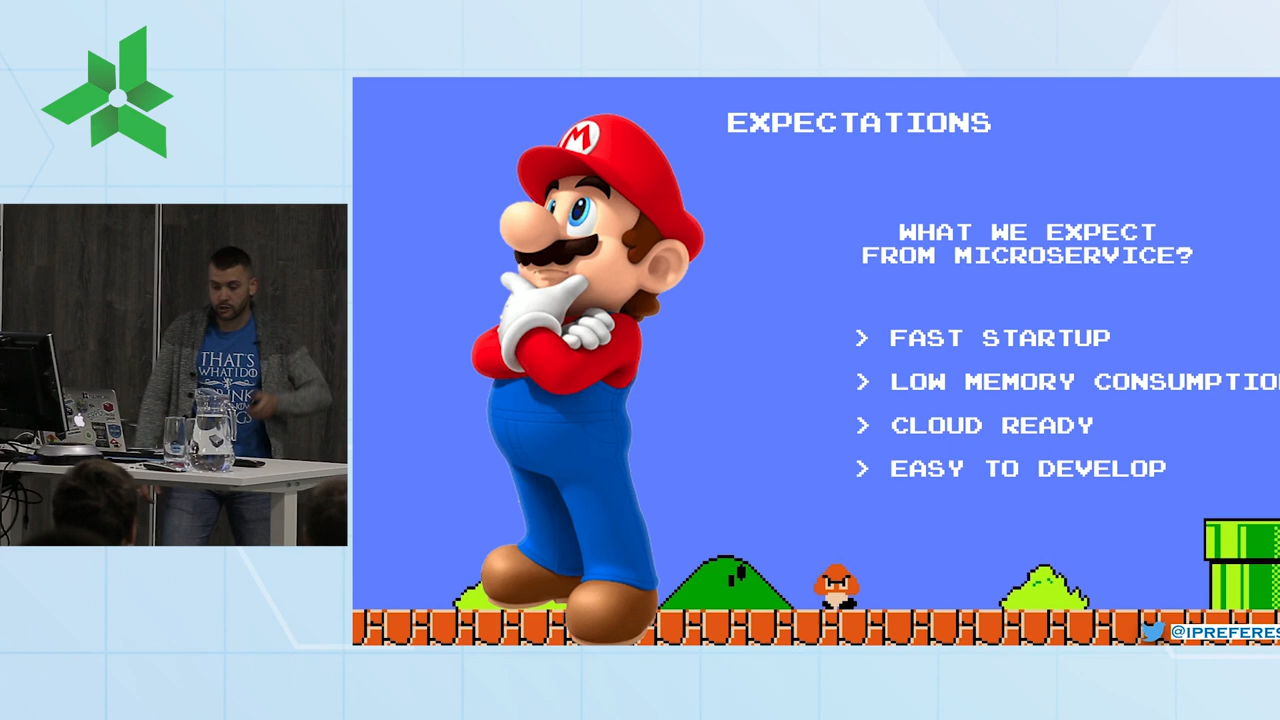 EXPECTATIONS
WHAT WE EXPECT
FROM MICROSERVICE?
> FAST STARTUP
> LOW MEMORY CONSUMPTIO
> CLOUD READY
> EASY TO DEVELOP
@IPREFERES
M
THAT'S
WHAT I DO